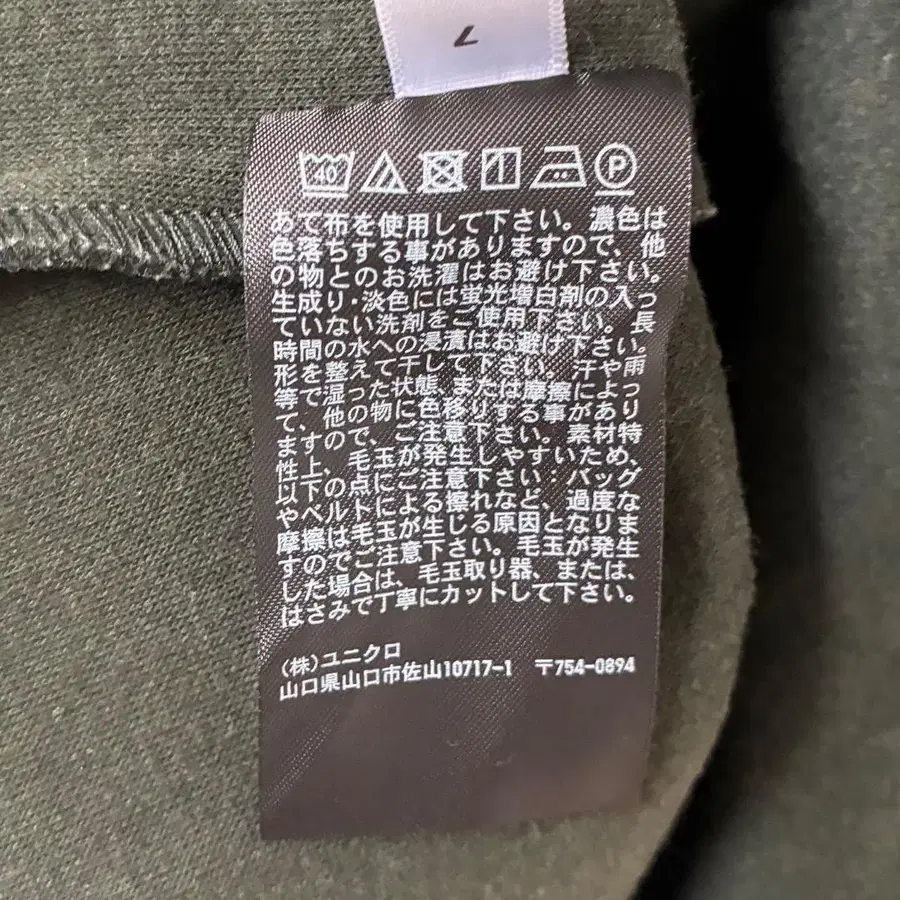 7
40
P
あて布を使用して下さい。濃色は
色落ちする事がありますので、他
の物とのお洗濯はお避け下さい。
生成り・淡色には蛍光増白剤の入っ
ていない洗剤をご使用下さい。長
時間の水への浸漬はお避け下さい。
形を整えて干して下さい。汗や雨
等で湿った状態、または摩擦によっ
て、他の物に色移りする事があり
ますので、ご注意下さい。素材特
性上、毛玉が発生しやすいため、
以下の点にご注意下さい：バッグ
やベルトによる擦れなど、過度な
摩擦は毛玉が生じる原因となりま
すのでご注意下さい。毛玉が発生
した場合は、毛玉取り器、または、
はさみで丁寧にカットして下さい。
(株)ユニクロ
山口県山口市佐山10717-1 〒754-0894